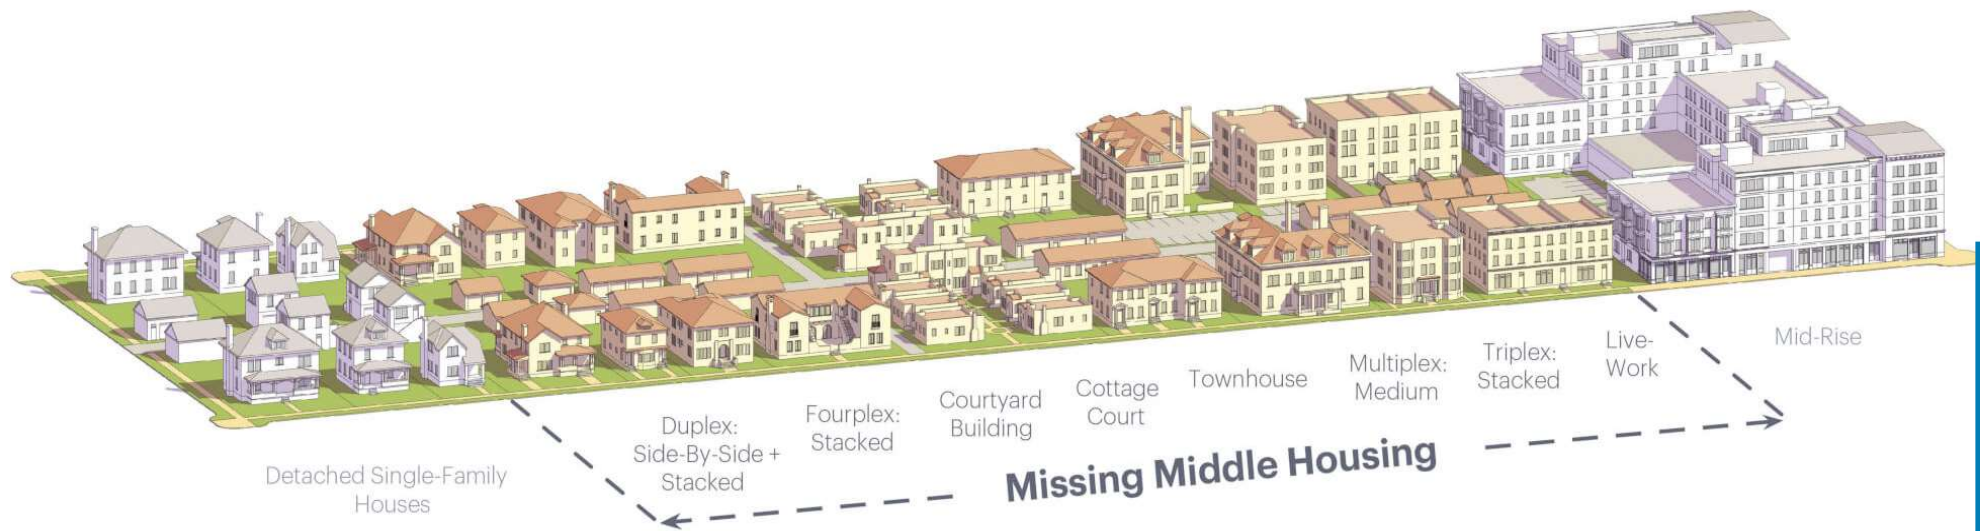 Detached Single-Family
Houses
Duplex:
Side-By-Side +
Stacked
Fourplex:
Stacked
Courtyard
Building
Cottage
Court
Townhouse
Multiplex:
Medium
Triplex:
Stacked
Live-
Work
Mid-Rise
Missing Middle Housing